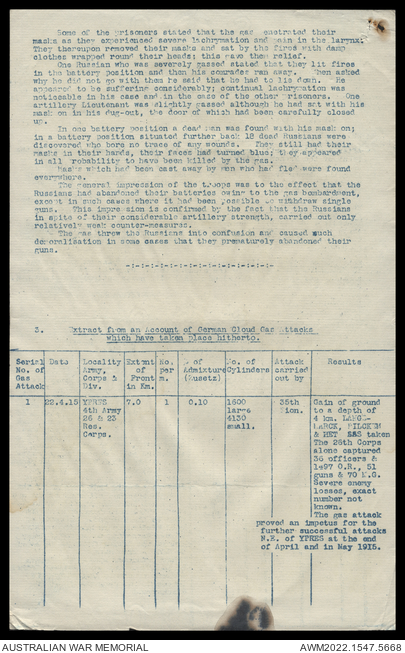 Some of the prisoners stated that the gas penetrated their
masks as they experienced severe lachrymation and pain in the larynx.
They thereupon removed their masks and sat by the fires with damp
clothes wrapped round their heads; this gave them relief.
One Russian who was severely gassed stated that they lit fires
in the battery position and then his comrades ran away. When asked
why he did not go with them he said that he had to lie down. He
appeared to be suffering considerably; continual lachrymation was
noticeable in his case and in the case of the other prisoners. One
artillery Lieutenant was slightly gassed although he had sat with his
mask on in his dug-out, the door of which had been carefully closed
up.
In one battery position a dead man was found with his mask on;
in a battery position situated further back 18 dead Russians were
discovered who bore no trace of any wounds. They still had their
masks in their hands, their faces had turned blue; they appeared
in all probability to have been killed by the gas.
Masks which had been cast away by men who had fled were found
everywhere.
The general impression of the troops was to the effect that the
Russians had abandoned their batteries owing to the gas bombardment,
except in such cases where it had been possible to withdraw single
guns. This impression is confirmed by the fact that the Russians
in spite of their considerable artillery strength, carried out only
relatively weak counter-measures.
The gas threw the Russians into confusion and caused such
demoralisation in some cases that they prematurely abandoned their
guns.
-:-:-:-:-:-:-:-:-:-:-:-:-:-:-:-
3. Extract from an Account of German Cloud Gas Attacks
which have taken place hitherto.
Serial No. of Gas Attack
Date
Locality Army, Corps & Div.
Extent of Front in Km.
No. per m.
of Admixture (Zusatz)
No. of Cylinders
Attack carried out by
Results
1
22.4.15
YPRES 4th Army 26 & 23 Res. Corps.
7.0
1
0.10
1600 large 4130 small.
35th Pion.
Gain of ground
to a depth of
4 km. LANGE-
MARCK, PILCKEM
& HET SAS taken
The 26th Corps
alone captured
36 officers &
1897 O.R., 51
guns & 70 M.G.
Severe enemy
losses, exact
number not
known.
The gas attack
proved an impetus for the
further successful attacks
N.E. of YPRES at the end
of April and in May 1915.
AUSTRALIAN WAR MEMORIAL
AWM2022.1547.5668